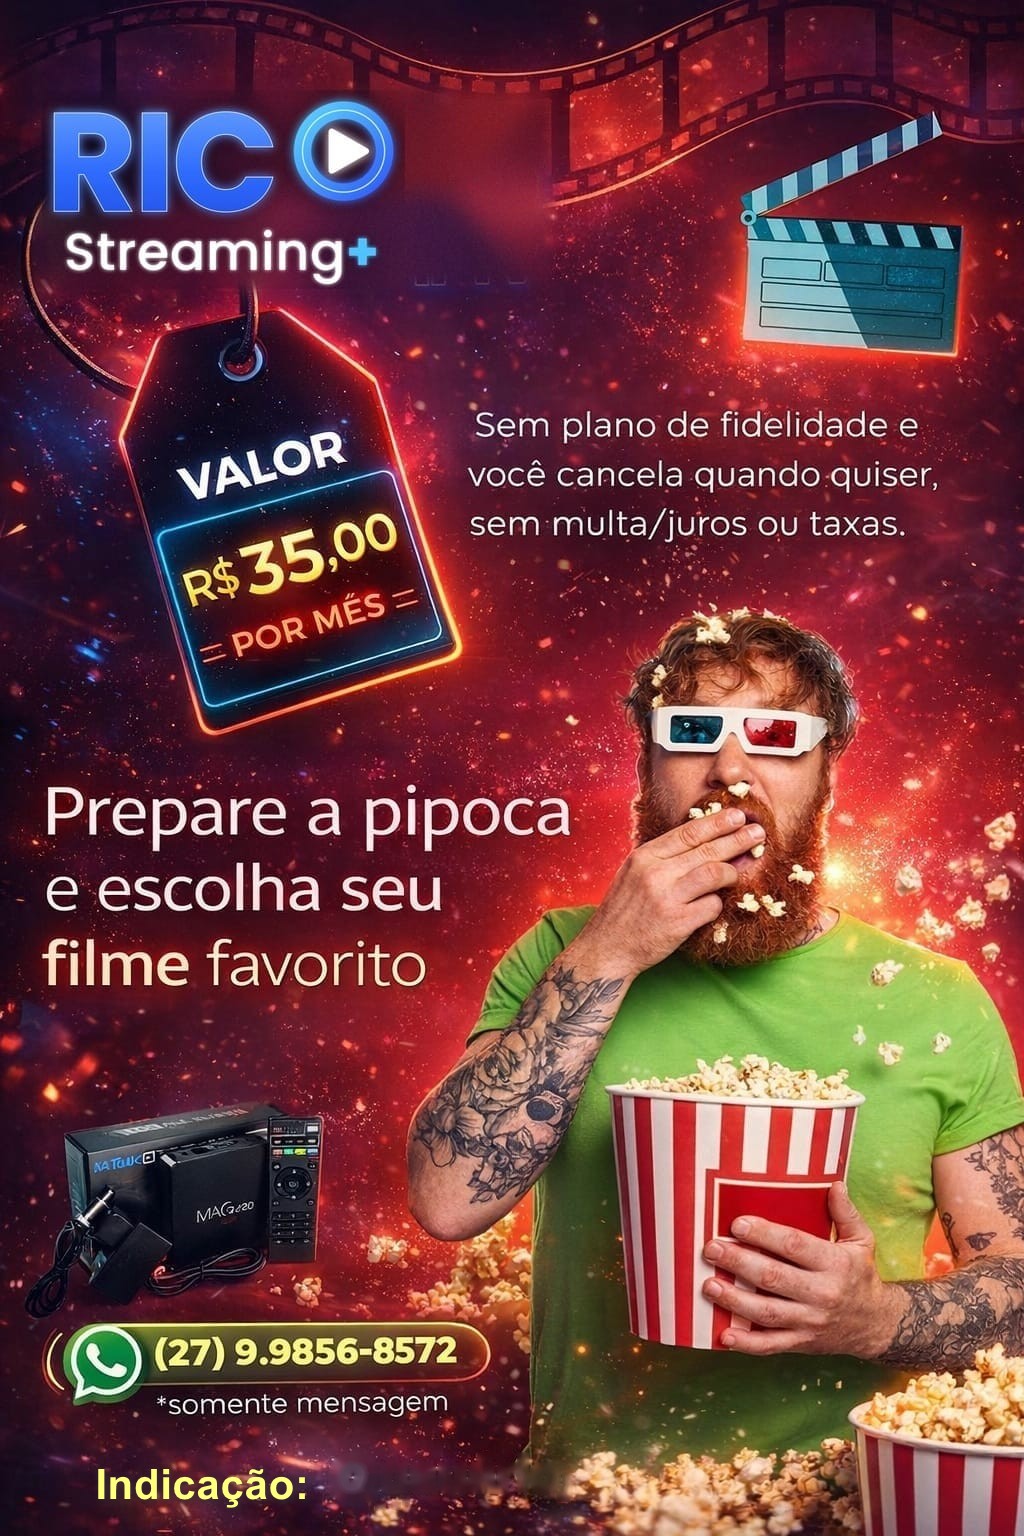 RIC
Streaming+
VALOR
R$ 35,00
POR MÊS
Sem plano de fidelidade e
você cancela quando quiser,
sem multa/juros ou taxas.
Prepare a pipoca
e escolha seu
filme favorito
(27) 9.9856-8572
*somente mensagem
Indicação: